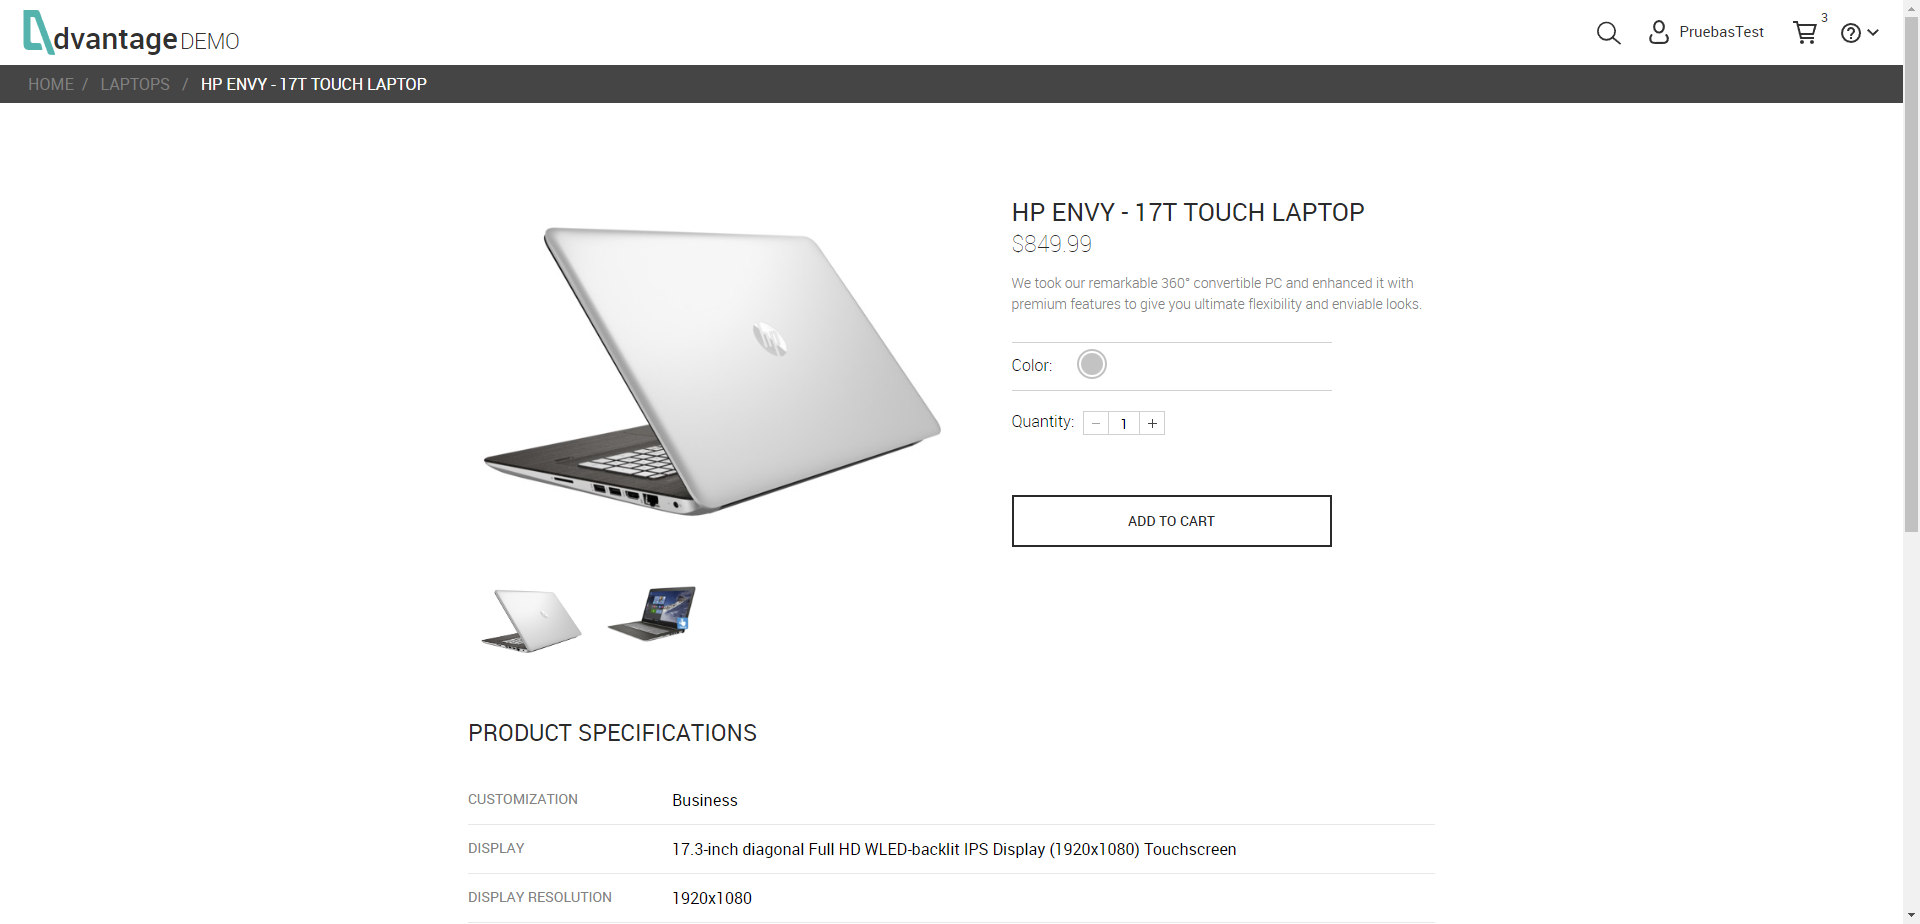 dvantage DEMO
PruebasTest
3
HOME / LAPTOPS / HP ENVY - 17T TOUCH LAPTOP
HP ENVY - 17T TOUCH LAPTOP
$849.99
We took our remarkable 360° convertible PC and enhanced it with
premium features to give you ultimate flexibility and enviable looks.
Color:
Quantity: − 1 +
ADD TO CART
hp
PRODUCT SPECIFICATIONS
CUSTOMIZATION Business
DISPLAY 17.3-inch diagonal Full HD WLED-backlit IPS Display (1920x1080) Touchscreen
DISPLAY RESOLUTION 1920x1080